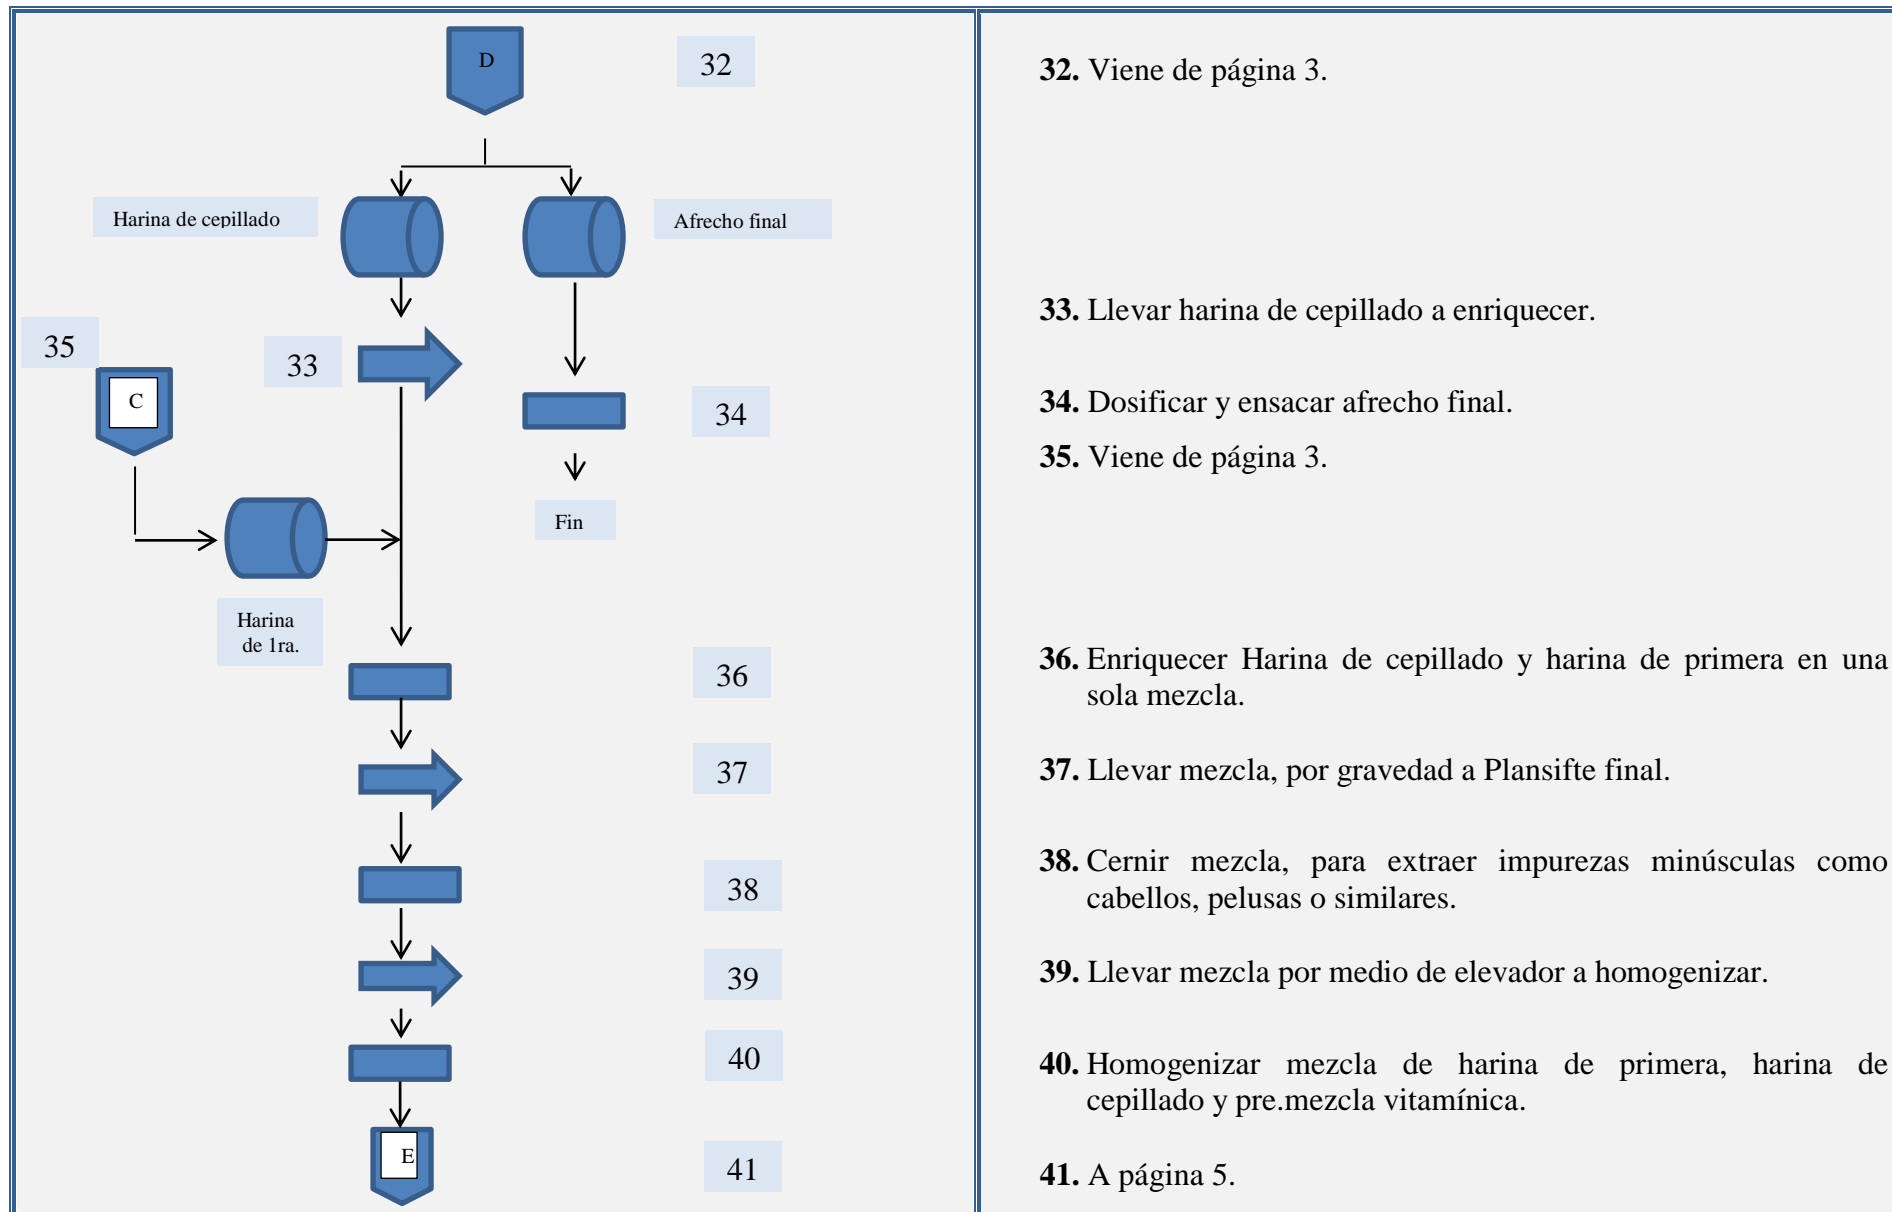 D
32
Harina de cepillado
Afrecho final
35
33
C
34
Fin
Harina
de 1ra.
36
37
38
39
40
E
41
32. Viene de página 3.
33. Llevar harina de cepillado a enriquecer.
34. Dosificar y ensacar afrecho final.
35. Viene de página 3.
36. Enriquecer Harina de cepillado y harina de primera en una
sola mezcla.
37. Llevar mezcla, por gravedad a Plansifte final.
38. Cernir mezcla, para extraer impurezas minúsculas como
cabellos, pelusas o similares.
39. Llevar mezcla por medio de elevador a homogenizar.
40. Homogenizar mezcla de harina de primera, harina de
cepillado y pre.mezcla vitamínica.
41. A página 5.